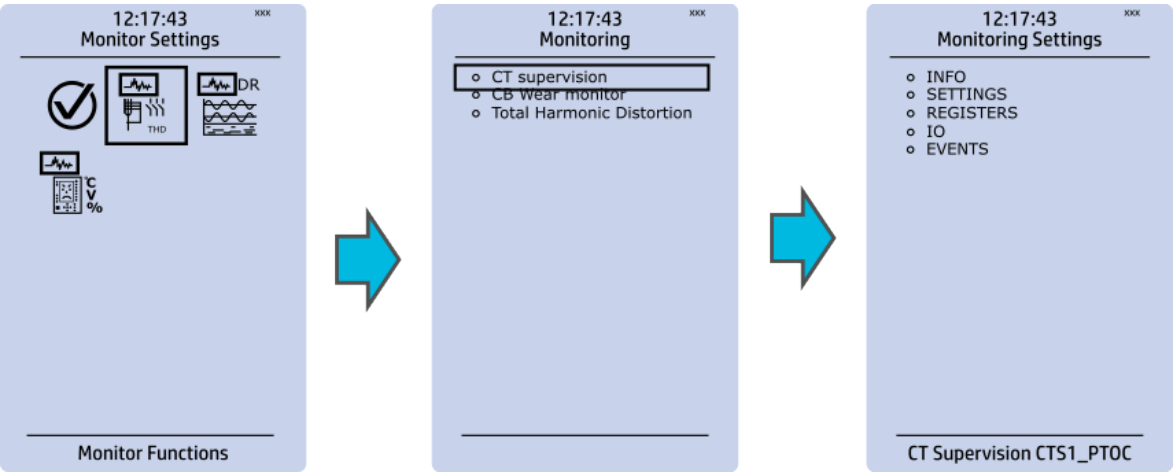 12:17:43
xxx
Monitor Settings
THD
DR
℃
V
%
Monitor Functions
12:17:43
xxx
Monitoring
CT supervision
CB Wear monitor
Total Harmonic Distortion
12:17:43
xxx
Monitoring Settings
INFO
SETTINGS
REGISTERS
IO
EVENTS
CT Supervision CTS1_PTOC